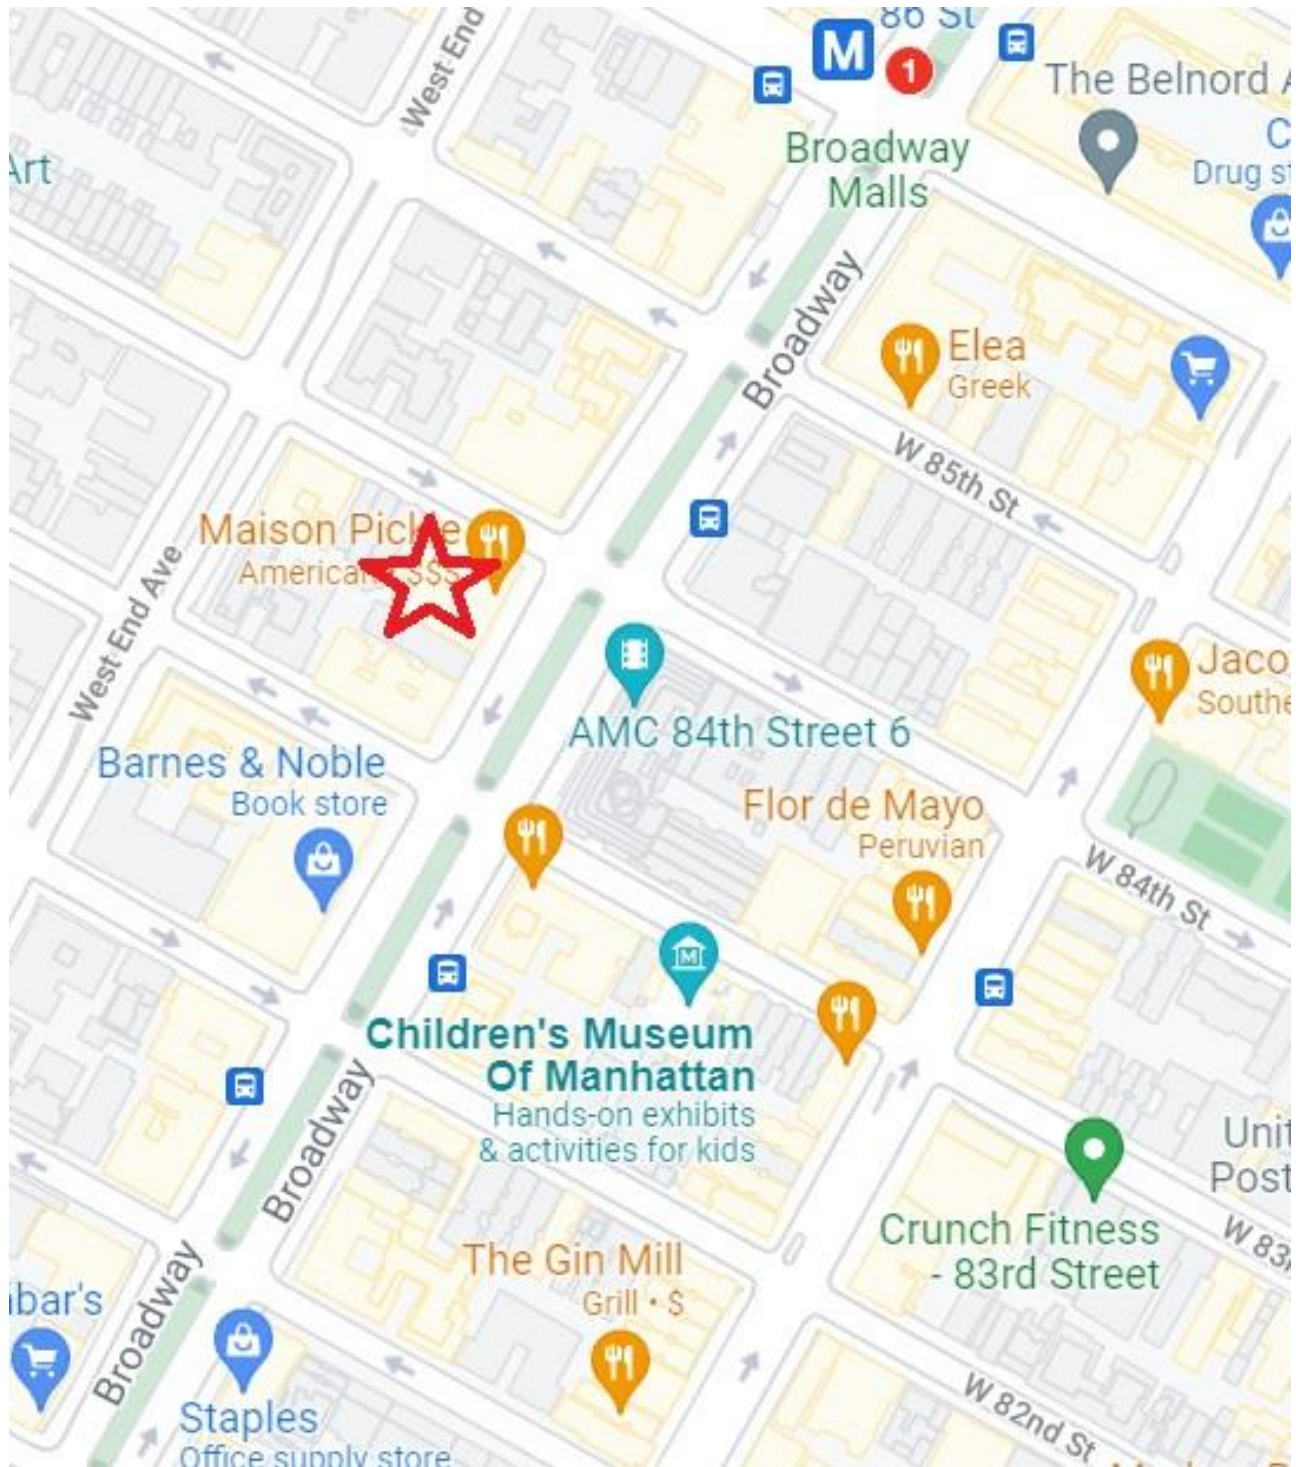 86 St
M
1
West End
The Belnord
Broadway
Malls
Drug
Art
Broadway
Elea
Greek
W 85th St
Maison
American
$$$
West End Ave
AMC 84th Street 6
Barnes & Noble
Book store
Flor de Mayo
Peruvian
W 84th St
M
Children's Museum
Of Manhattan
Hands-on exhibits
& activities for kids
Broadway
Crunch Fitness
- 83rd Street
W 83r
The Gin Mill
Grill • $
Broadway
Staples
Office supply store
W 82nd St